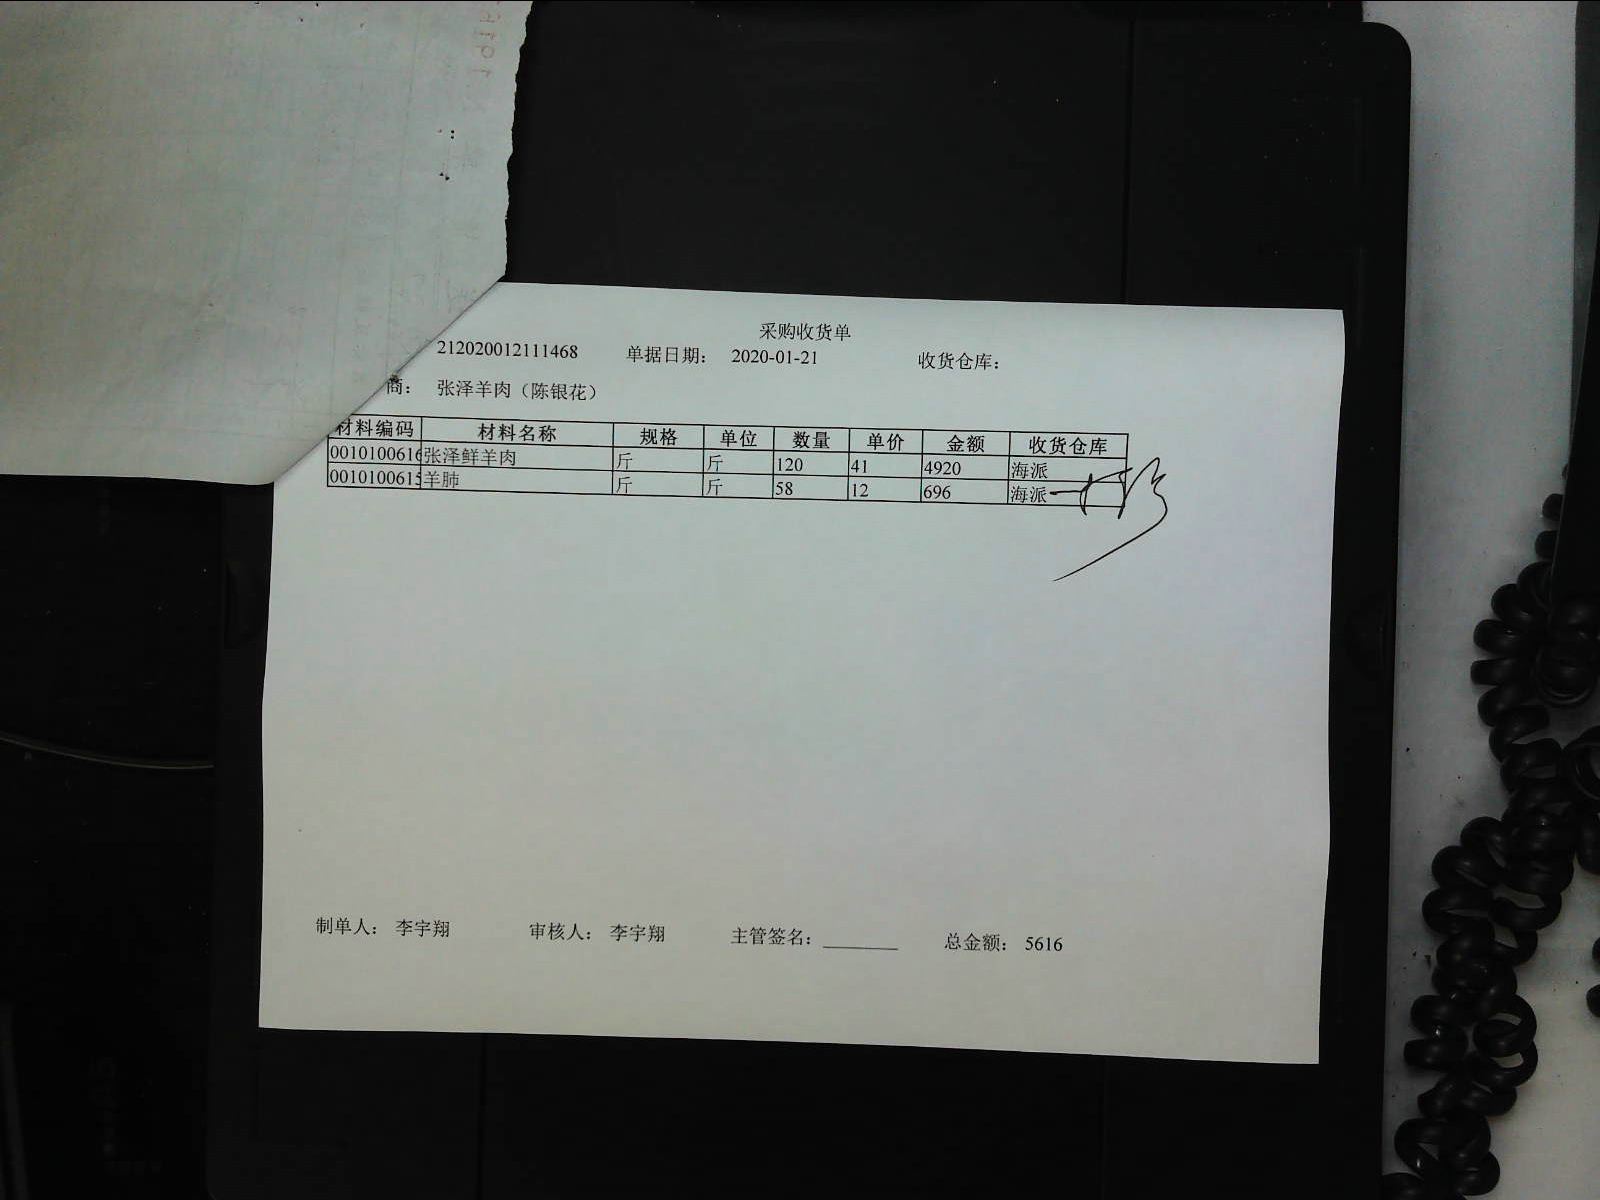 采购收货单
212020012111468 单据日期： 2020-01-21 收货仓库：
商： 张泽羊肉（陈银花）
材料编码 材料名称 规格 单位 数量 单价 金额 收货仓库
0010100616 张泽鲜羊肉 斤 斤 120 41 4920 海派
0010100615 羊肺 斤 斤 58 12 696 海派
制单人： 李宇翔 审核人： 李宇翔 主管签名： 总金额： 5616